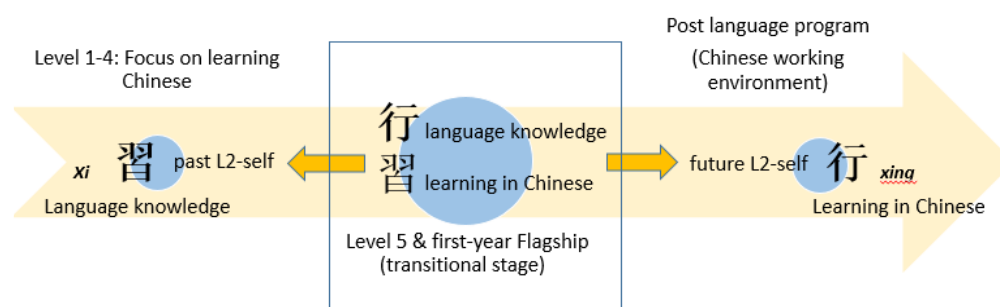 Level 1-4: Focus on learning
Chinese
xi 習 past L2-self
Language knowledge
行 language knowledge
習 learning in Chinese
Level 5 & first-year Flagship
(transitional stage)
Post language program
(Chinese working
environment)
future L2-self 行 xing
Learning in Chinese